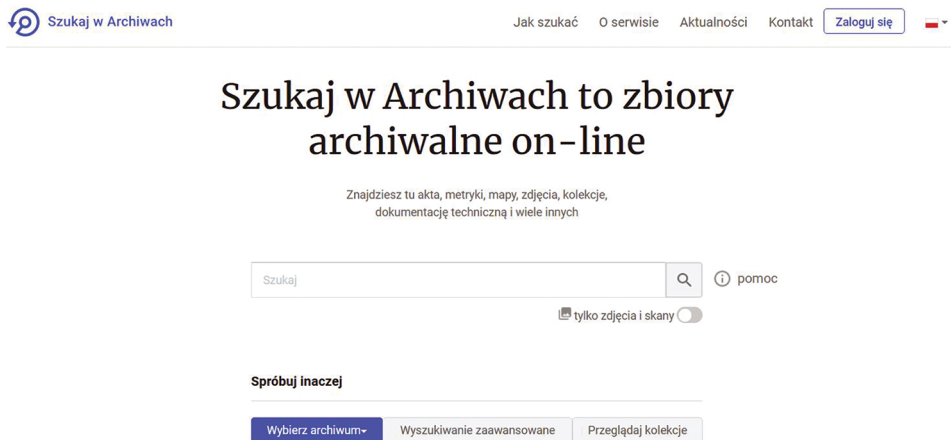 Szukaj w Archiwach
Jak szukać O serwisie Aktualności Kontakt Zaloguj się
Szukaj w Archiwach to zbiory
archiwalne on-line
Znajdziesz tu akta, metryki, mapy, zdjęcia, kolekcje,
dokumentację techniczną i wiele innych
Szukaj
pomoc
tylko zdjęcia i skany
Spróbuj inaczej
Wybierz archiwum Wyszukiwanie zaawansowane Przeglądaj kolekcje